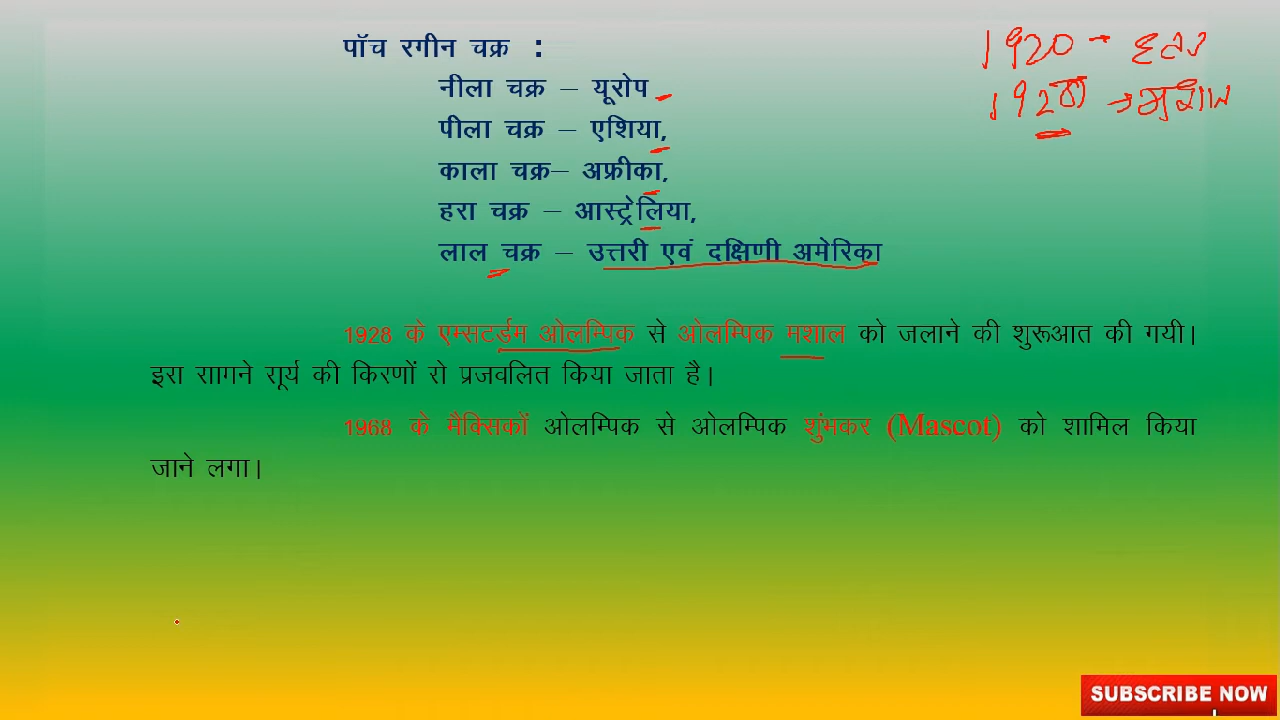 पाॅच रगीन चक्र :
नीला चक्र – यूरोप
पीला चक्र – एशिया,
काला चक्र– अफ्रीका,
हरा चक्र – आस्ट्रेलिया,
लाल चक्र – उत्तरी एवं दक्षिणी अमेरिका
1920 →
1928 → मशाल
1928 के एम्सटर्डम ओलम्पिक से ओलम्पिक मशाल को जलाने की शुरूआत की गयी।
इरा राागने राूर्य की किरणों रो प्रजवलित किया जाता है।
1968 के मैक्सिकों ओलम्पिक से ओलम्पिक शुंभकर (Mascot) को शामिल किया
जाने लगा।
SUBSCRIBE NOW